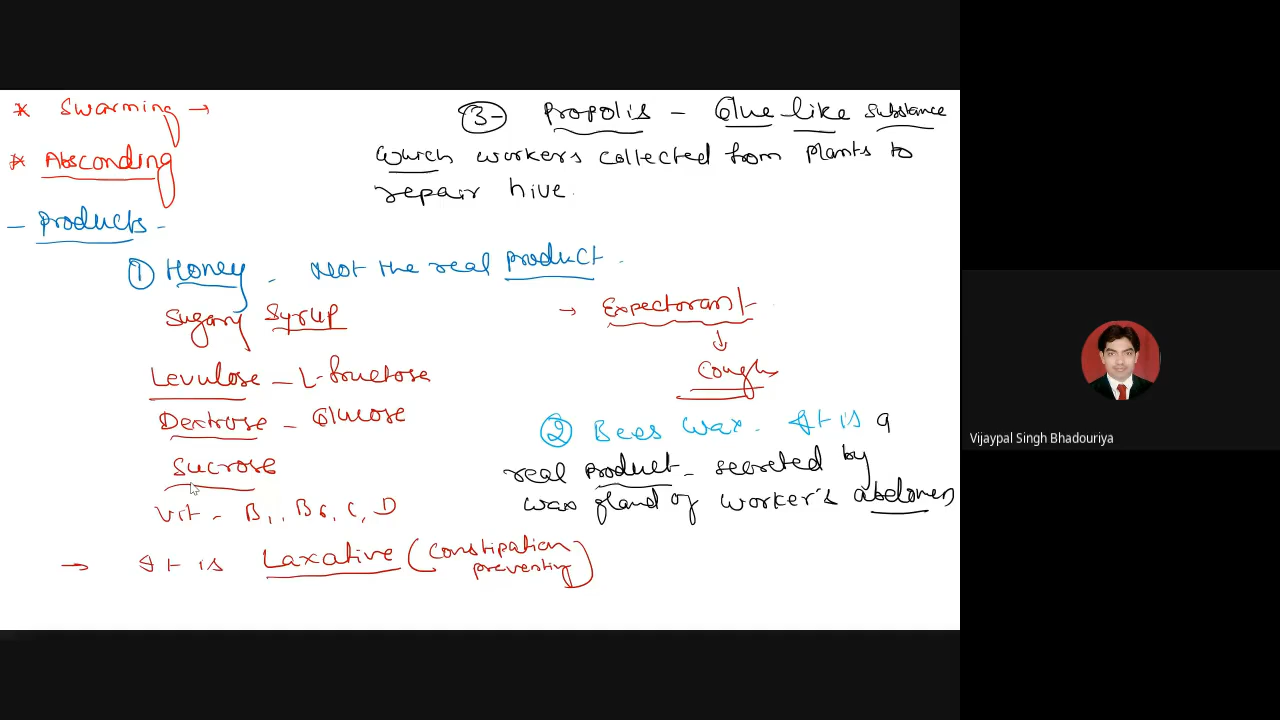 * Swarming →
* Absconding
- Products -
① Honey - Not the real product.
Sugary Syrup
Levulose - L-fructose
Dextrose - Glucose
Sucrose
Vit - B1, B6, C, D
→ It is Laxative (Constipation preventing)
→ Expectorant
↓
Cough
② Bees wax. It is a
real product - secreted by
wax gland of worker's abdomen
③- Propolis - Glue like substance
which workers collected from plants to
repair hive.
Vijaypal Singh Bhadouriya